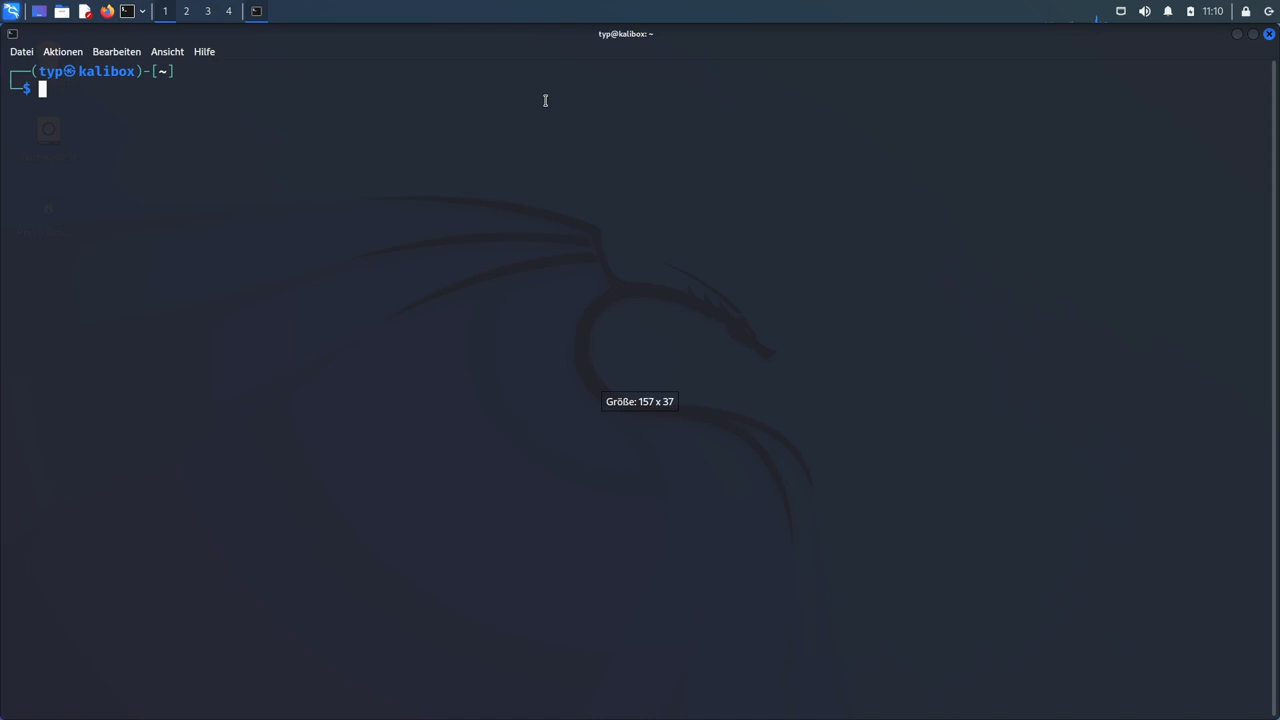 1 2 3 4 11:10
typ@kalibox: ~
Datei Aktionen Bearbeiten Ansicht Hilfe
┌──(typ㉿kalibox)-[~]
└─$
Größe: 157 x 37